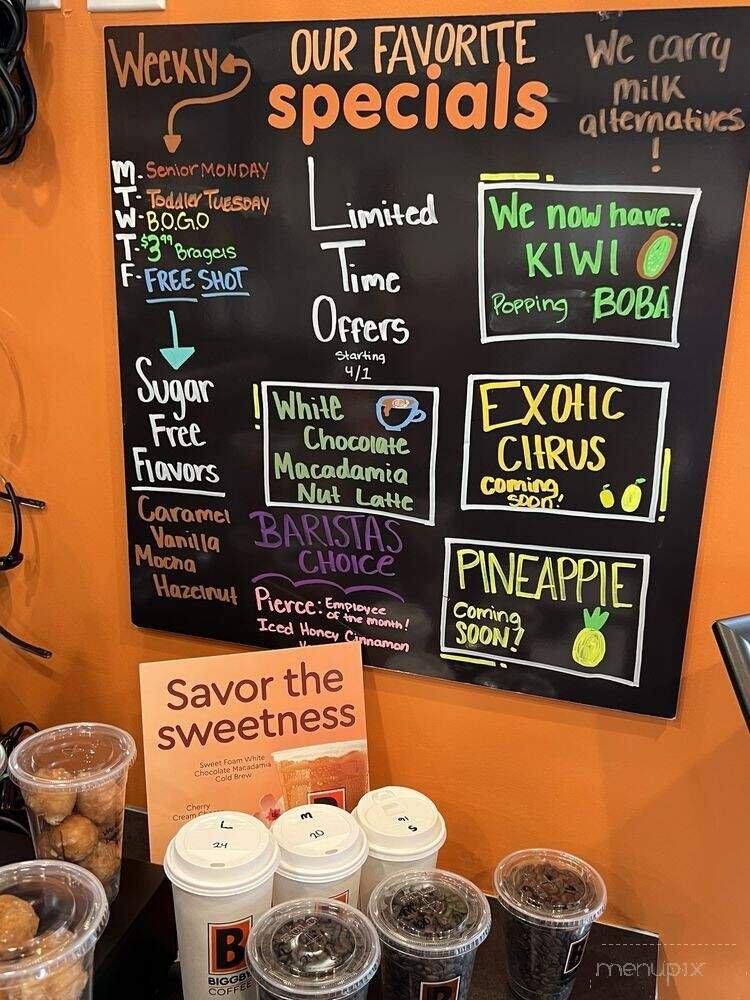 WEEKLY
OUR FAVORITE
specials
We carry
milk
alternatives
!
M - Senior MONDAY
T - Toddler TUESDAY
W - B.O.G.O
T - $3.99 Bragels
F - FREE SHOT
Sugar
Free
Flavors
Caramel
Vanilla
Mocha
Hazelnut
Limited
Time
Offers
Starting
4/1
!
White
Chocolate
Macadamia
Nut Latte
BARISTAS
CHOICE
Pierce: Employee
of the month!
Iced Honey Cinnamon
We now have..
KIWI
Popping BOBA
EXOTIC
CITRUS
coming
soon!
PINEAPPLE
Coming
SOON!
Savor the
sweetness
Sweet Foam White
Chocolate Macadamia
Cold Brew
Cherry
Cream
L
24
M
20
S
B
BIGGBY
COFFEE
menupix